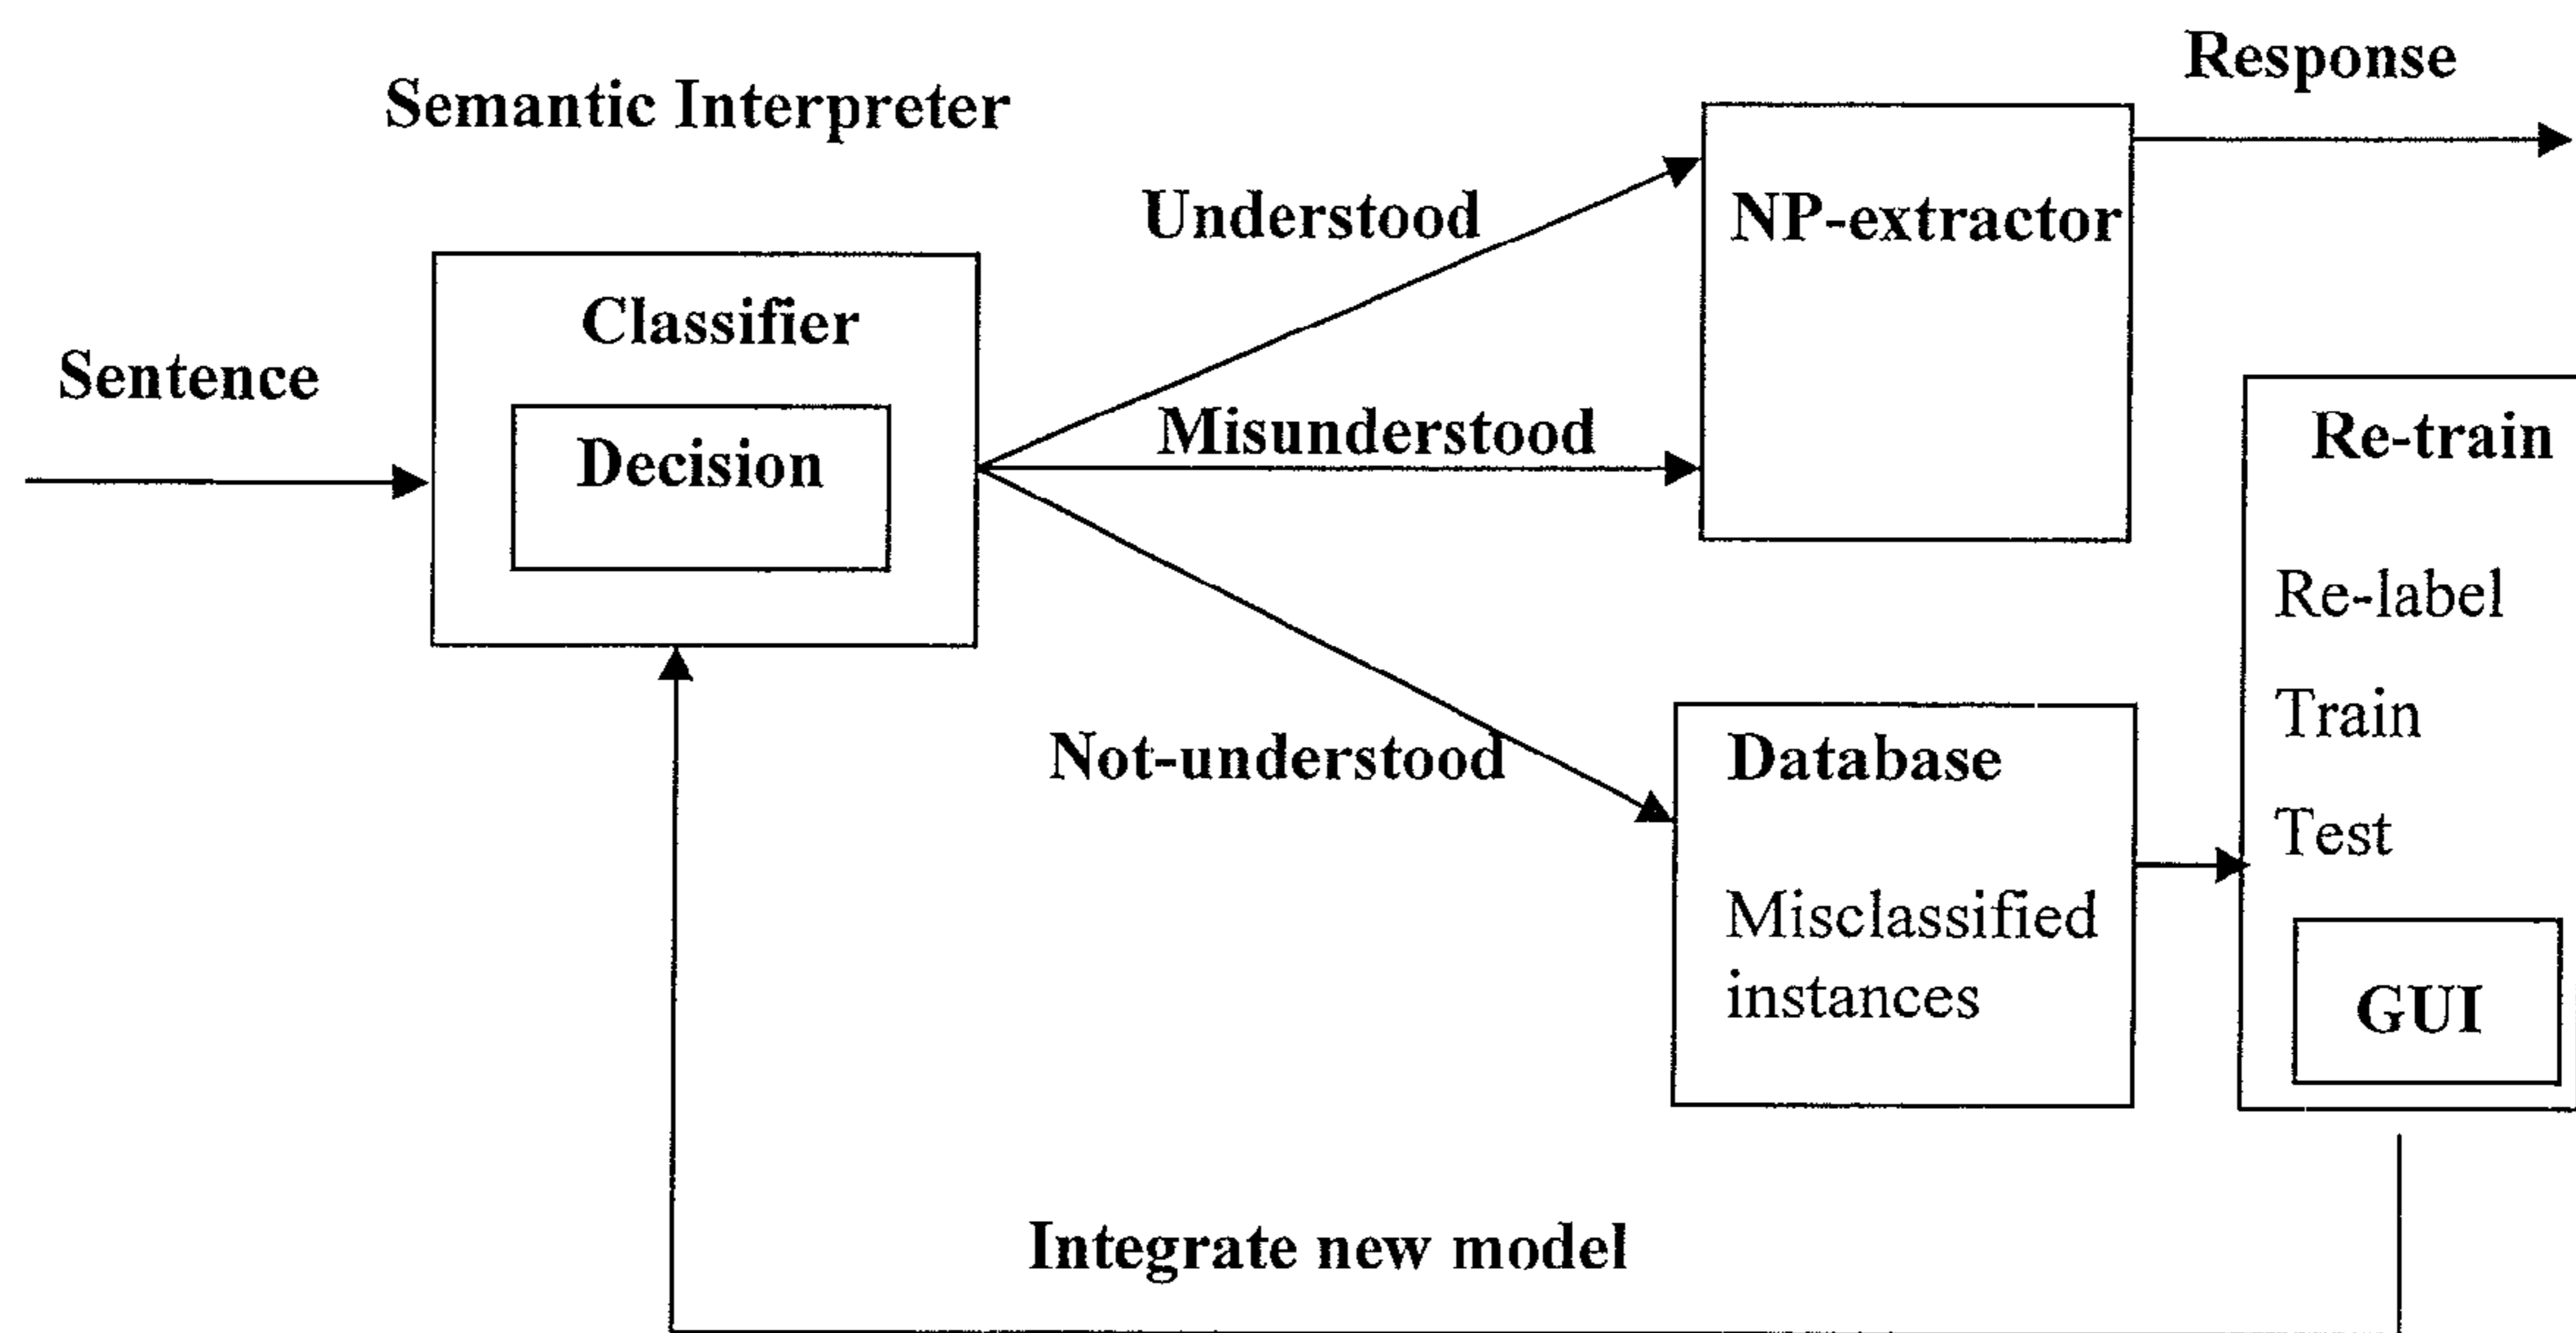 Response
Semantic Interpreter
Understood
NP-extractor
Classifier
Sentence
Decision
Misunderstood
Re-train
Re-label
Train
Test
Not-understood
Database
Misclassified
instances
GUI
Integrate new model